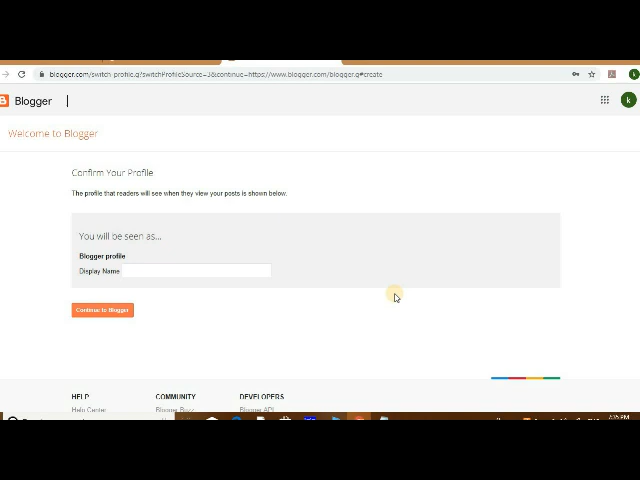 blogger.com/switch-profile.g?switchProfileSource=3&continue=https://www.blogger.com/blogger.g#create
k
Blogger
k
Welcome to Blogger
Confirm Your Profile
The profile that readers will see when they view your posts is shown below.
You will be seen as...
Blogger profile
Display Name
Continue to Blogger
HELP COMMUNITY DEVELOPERS
Help Center Blogger Buzz Blogger API